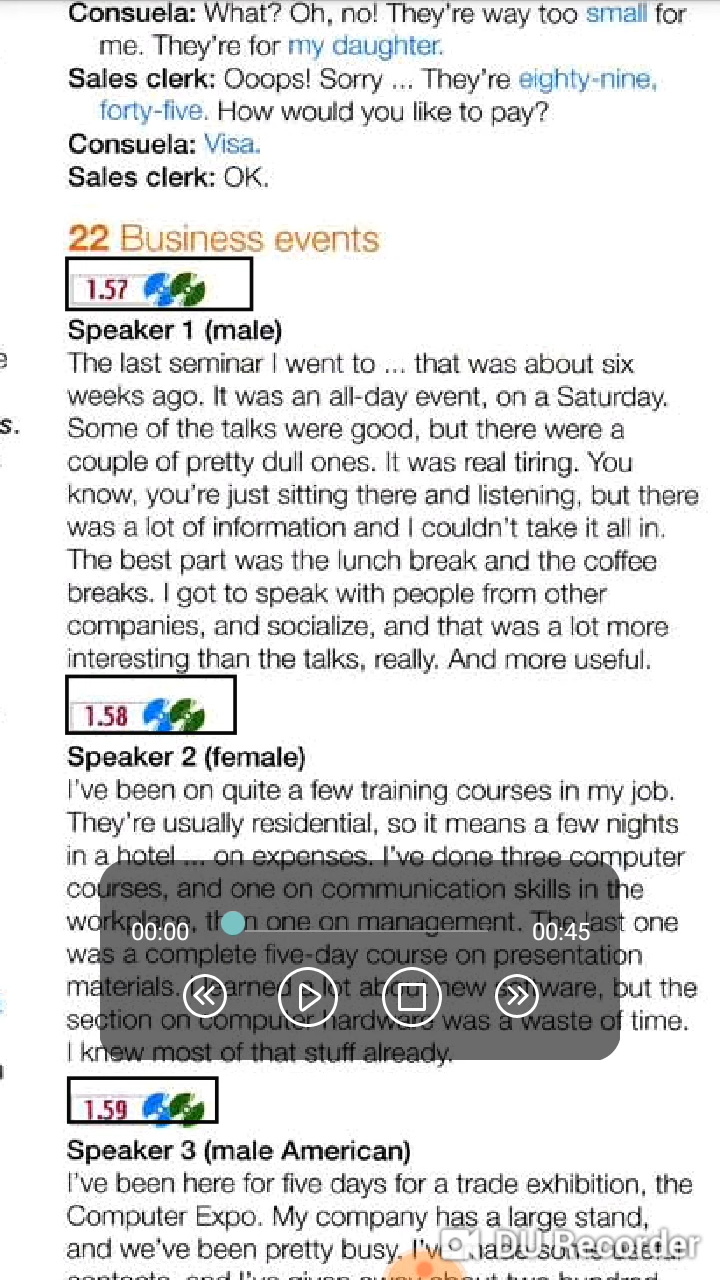 Consuela: What? Oh, no! They're way too small for
me. They're for my daughter.
Sales clerk: Ooops! Sorry ... They're eighty-nine,
forty-five. How would you like to pay?
Consuela: Visa.
Sales clerk: OK.
22 Business events
1.57
Speaker 1 (male)
The last seminar I went to ... that was about six
weeks ago. It was an all-day event, on a Saturday.
s.
Some of the talks were good, but there were a
couple of pretty dull ones. It was real tiring. You
know, you're just sitting there and listening, but there
was a lot of information and I couldn't take it all in.
The best part was the lunch break and the coffee
breaks. I got to speak with people from other
companies, and socialize, and that was a lot more
interesting than the talks, really. And more useful.
1.58
Speaker 2 (female)
I've been on quite a few training courses in my job.
They're usually residential, so it means a few nights
in a hotel ... on expenses. I've done three computer
courses, and one on communication skills in the
workplace, then one on management. The last one
00:00 00:45
was a complete five-day course on presentation
materials. I learned a lot about new software, but the
section on computer hardware was a waste of time.
I knew most of that stuff already.
1.59
Speaker 3 (male American)
I've been here for five days for a trade exhibition, the
Computer Expo. My company has a large stand,
and we've been pretty busy. I've made some useful
DU Recorder